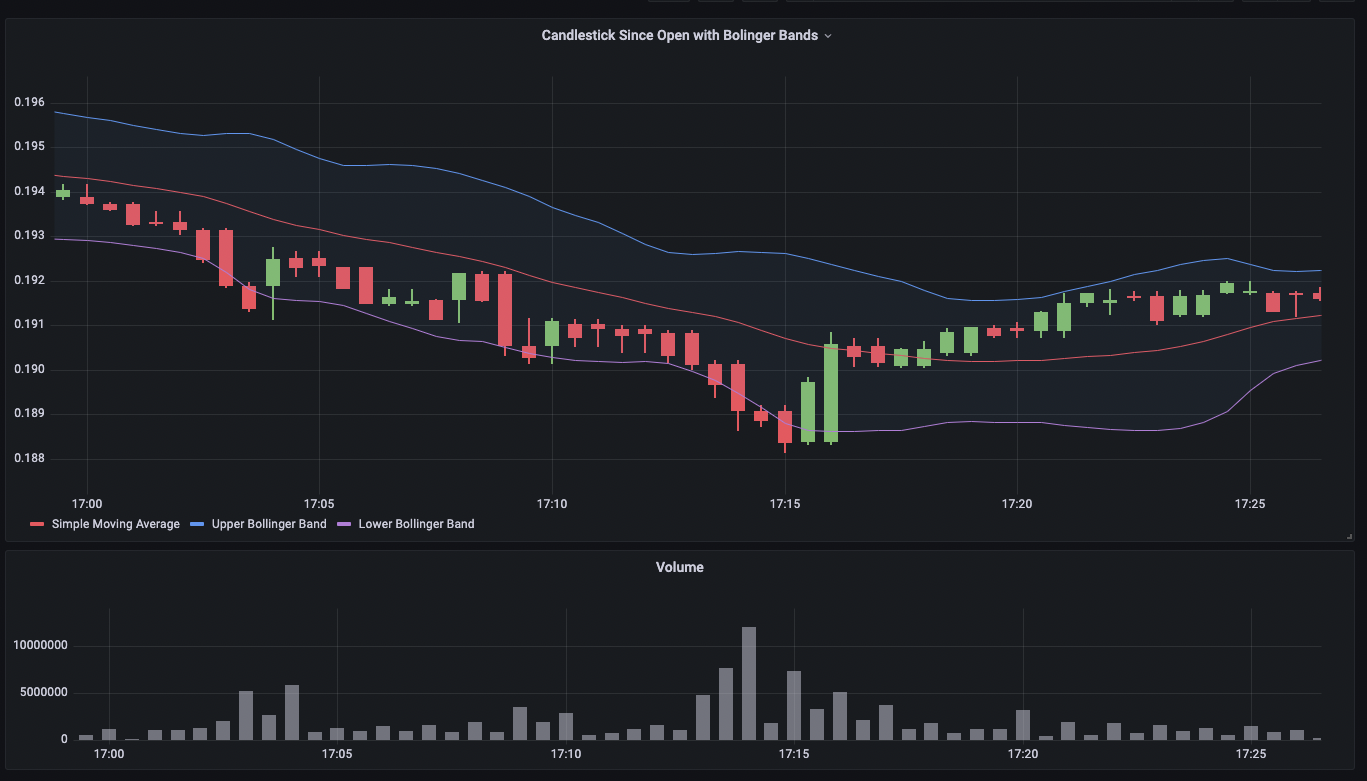 Candlestick Since Open with Bolinger Bands
0.196
0.195
0.194
0.193
0.192
0.191
0.190
0.189
0.188
17:00 17:05 17:10 17:15 17:20 17:25
Simple Moving Average Upper Bollinger Band Lower Bollinger Band
Volume
10000000
5000000
0
17:00 17:05 17:10 17:15 17:20 17:25